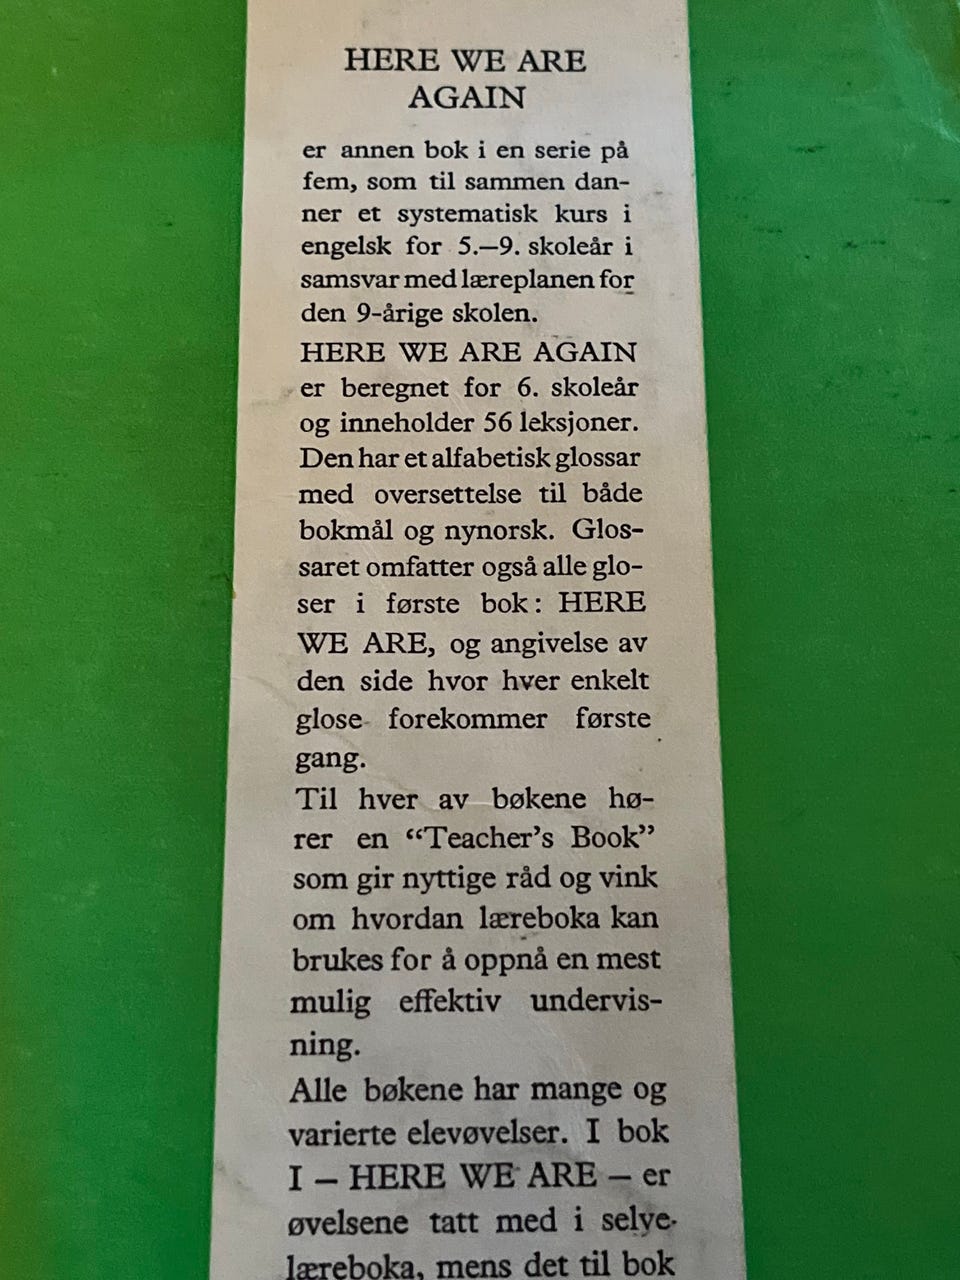 HERE WE ARE
AGAIN
er annen bok i en serie på
fem, som til sammen dan-
ner et systematisk kurs i
engelsk for 5.—9. skoleår i
samsvar med læreplanen for
den 9-årige skolen.
HERE WE ARE AGAIN
er beregnet for 6. skoleår
og inneholder 56 leksjoner.
Den har et alfabetisk glossar
med oversettelse til både
bokmål og nynorsk. Glos-
saret omfatter også alle glo-
ser i første bok: HERE
WE ARE, og angivelse av
den side hvor hver enkelt
glose forekommer første
gang.
Til hver av bøkene hø-
rer en “Teacher’s Book”
som gir nyttige råd og vink
om hvordan læreboka kan
brukes for å oppnå en mest
mulig effektiv undervis-
ning.
Alle bøkene har mange og
varierte elevøvelser. I bok
I — HERE WE ARE — er
øvelsene tatt med i selve
læreboka, mens det til bok